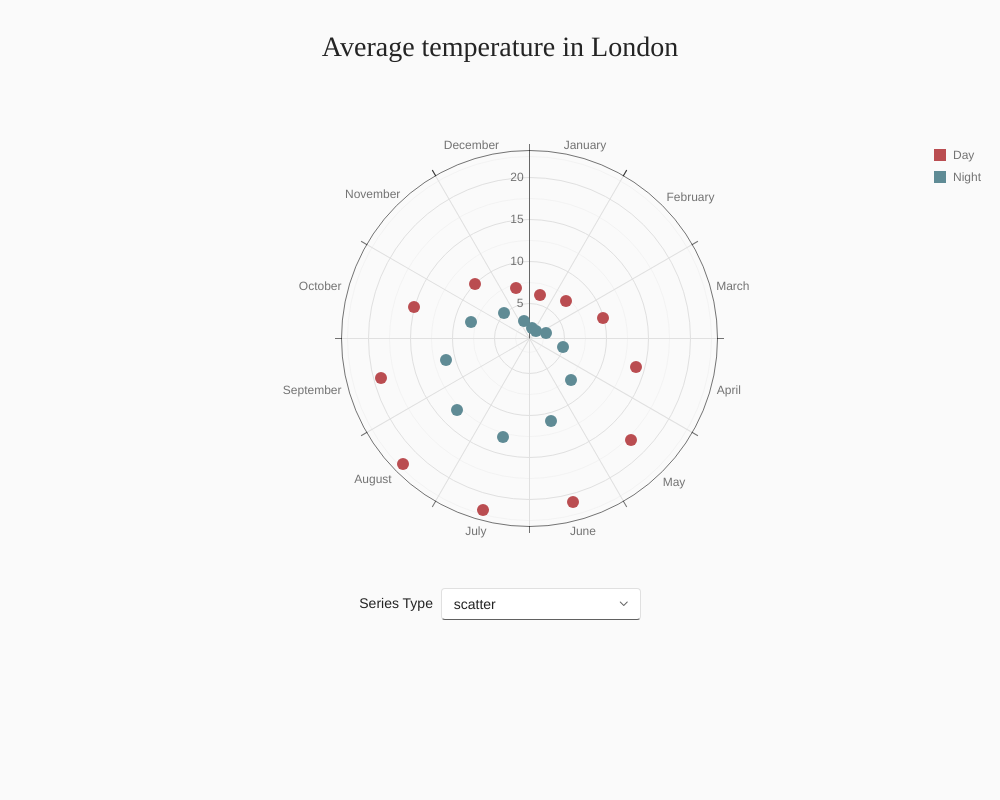 Average temperature in London
December
January
Day
Night
20
November
February
15
10
October
March
5
September
April
August
May
July
June
Series Type
scatter